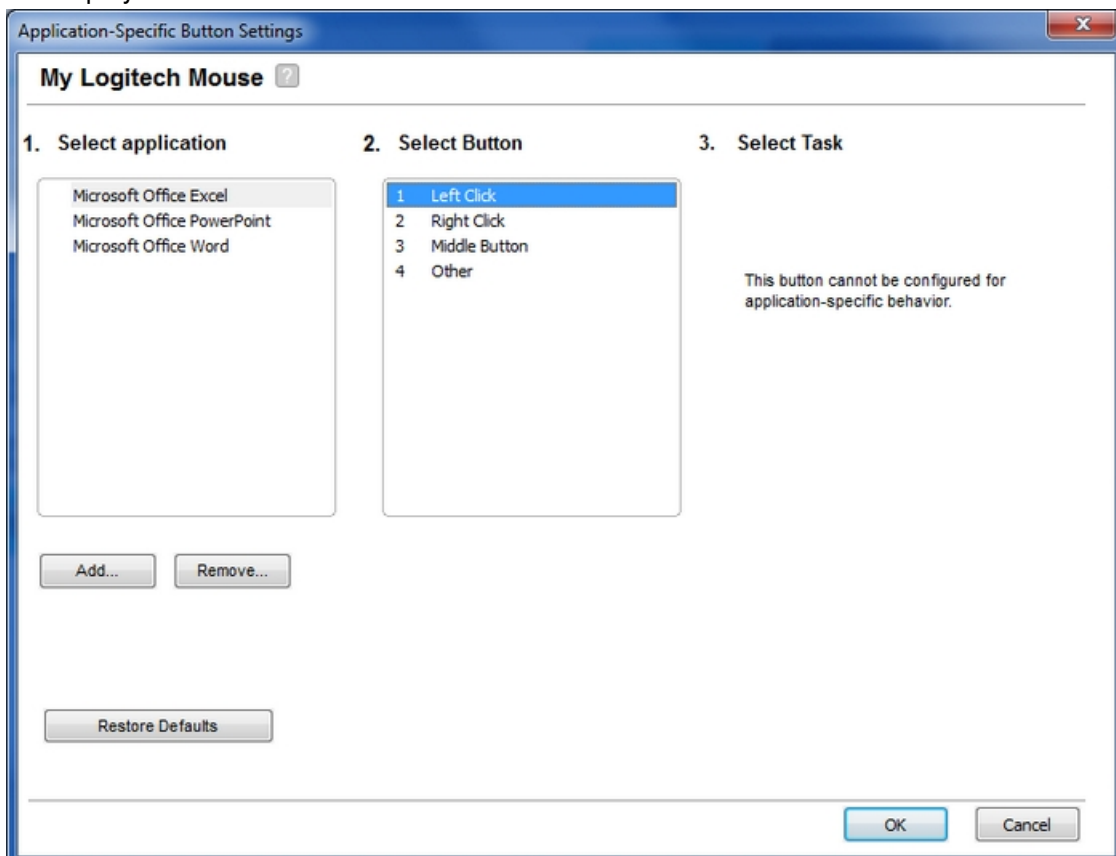 Application-Specific Button Settings
My Logitech Mouse ?
1. Select application
2. Select Button
3. Select Task
Microsoft Office Excel
Microsoft Office PowerPoint
Microsoft Office Word
1 Left Click
2 Right Click
3 Middle Button
4 Other
This button cannot be configured for
application-specific behavior.
Add...
Remove...
Restore Defaults
OK
Cancel